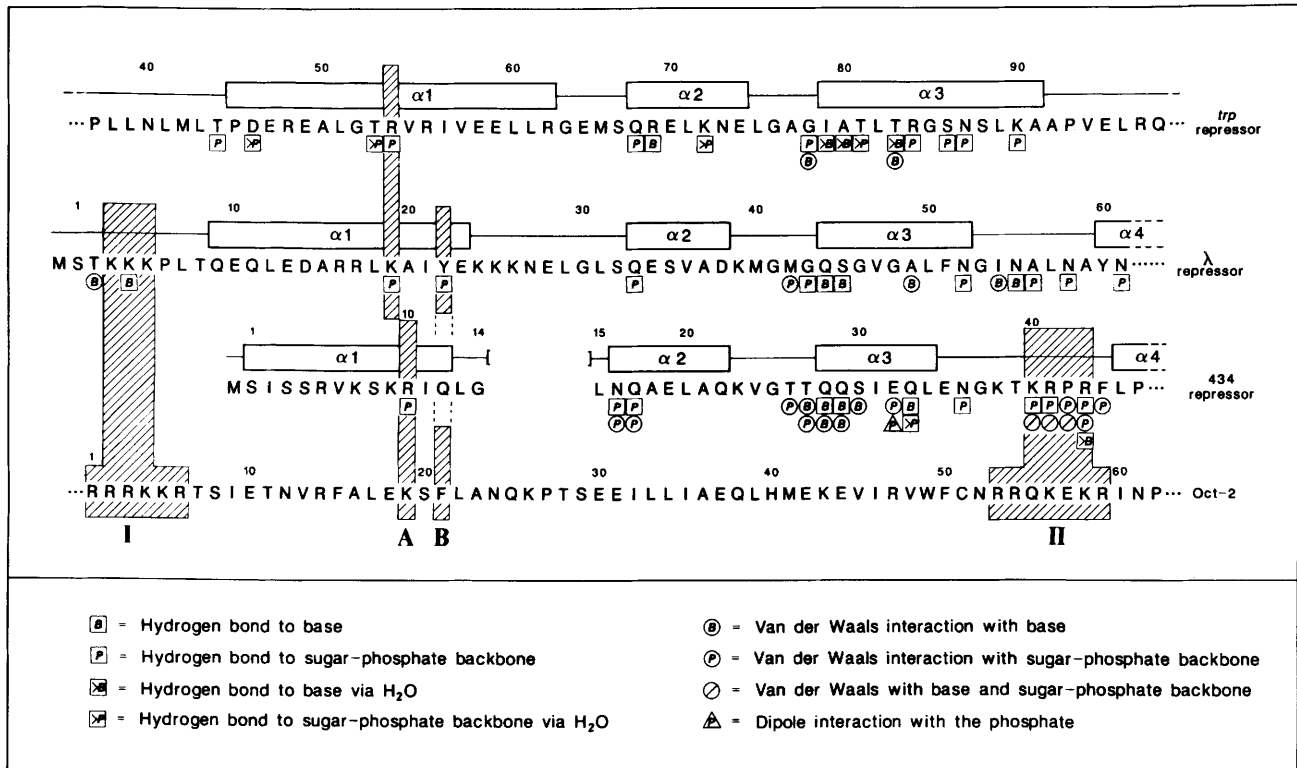 40 50 60 70 80 90
α1 α2 α3
···PLLNLMLTPDEREALGTRVRIVEELLRGEMSQRELKNELGAGIATLTRGSNSLKAAPVELRQ··· trp repressor
P P P P P B P P B B P B P P P P
B B
1 10 20 30 40 50 60
α1 α2 α3 α4
MSTKKKPLTQEQLEDARRLKAIYEKKKNELGLSQESVADKMGMGQSGVGALFNGINALNAYN······ λ repressor
B B P P P P P B B B P B B P P P
1 10 14 15 20 30 40
α1 α2 α3 α4
MSISSRVKSKRIQLG LNQAELAQKVGTTQQSIEQLENGKTKRPRFLP··· 434 repressor
P P P P B B B B P B P P P P P P
P P P B B P P P
B
1 10 20 30 40 50 60
···RRRKKRTSIETNVRFALEKSFLANQKPTSEEILLIAEQLHMEKEVIRVWFCNRRQKEKRINP··· Oct-2
I A B II
B = Hydrogen bond to base
P = Hydrogen bond to sugar-phosphate backbone
B = Hydrogen bond to base via H₂O
P = Hydrogen bond to sugar-phosphate backbone via H₂O
B = Van der Waals interaction with base
P = Van der Waals interaction with sugar-phosphate backbone
= Van der Waals with base and sugar-phosphate backbone
P = Dipole interaction with the phosphate